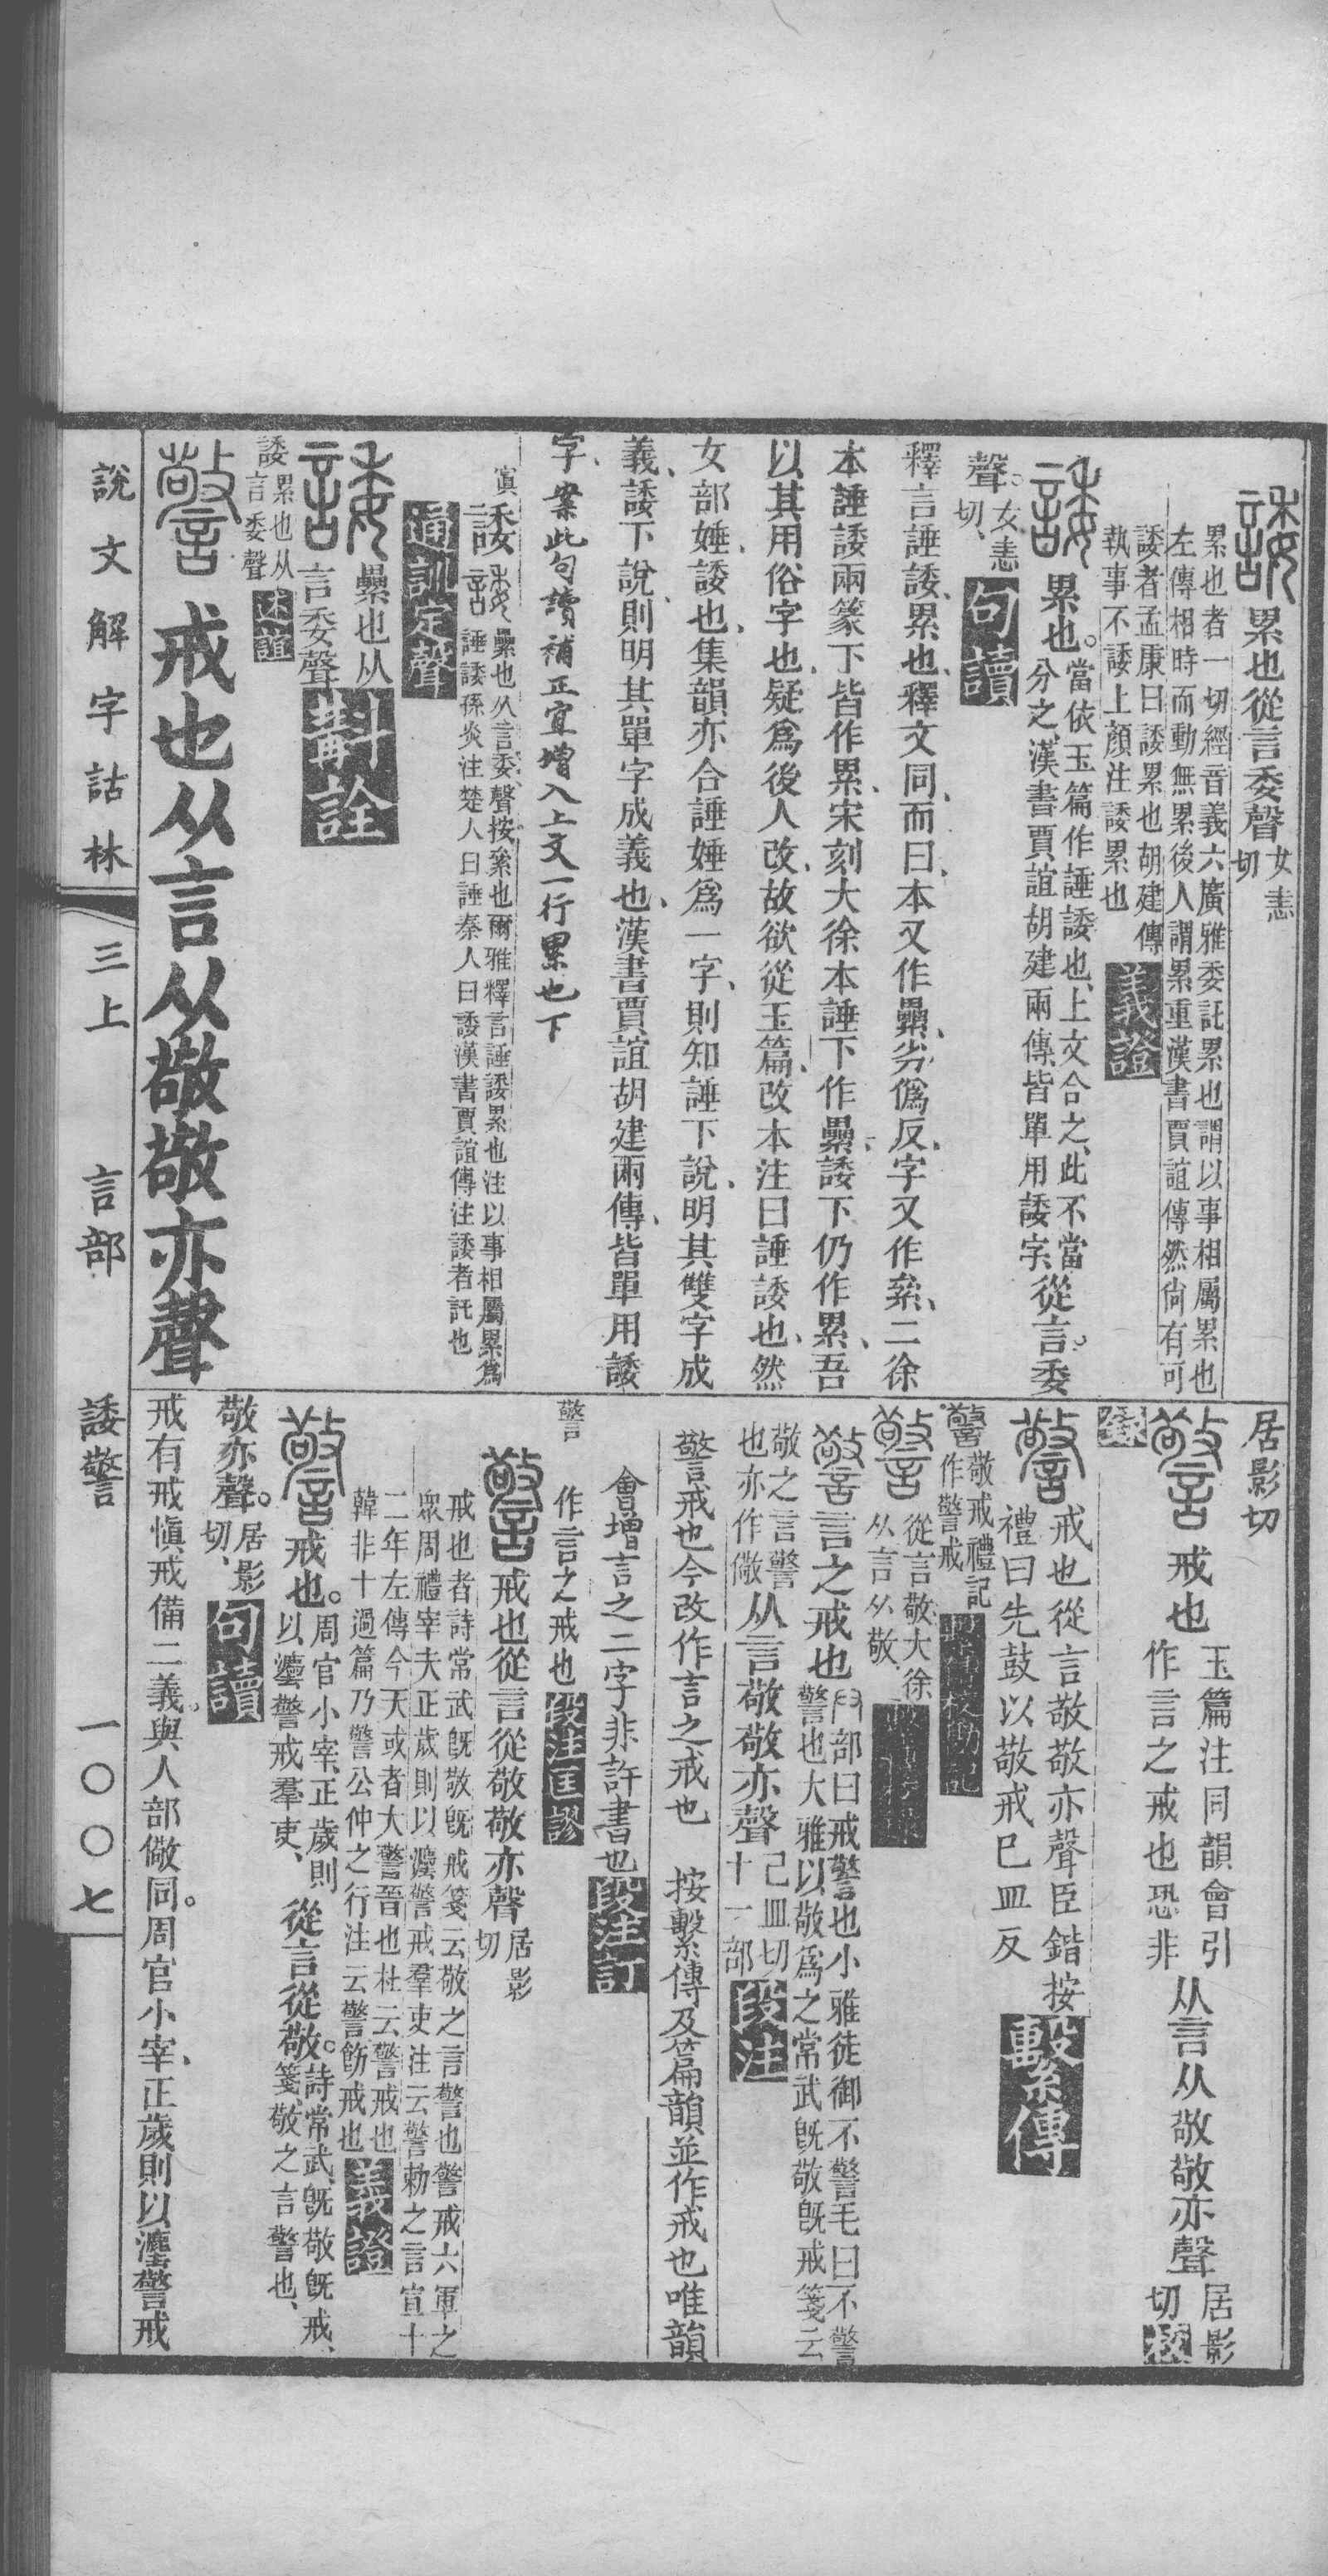 諉累也從言委聲女恚切
累也者一切經音義六廣雅委託累也謂以事相屬累也
左傳相時而動無累後人謂累重漢書賈誼傳然尙有可
諉者孟康曰諉累也胡建傳
執事不諉上顏注諉累也義證
諉累也。當依玉篇作諈諉也、上文合之、此不當
分之、漢書賈誼胡建兩傳、皆單用諉字、從言。委
聲。女恚切、句讀
釋言諈諉、累也、釋文同、而曰、本又作纍、劣僞反、字又作絫、二徐
本諈諉兩篆下皆作累、宋刻大徐本諈下作纍、諉下仍作累、吾
以其用俗字也、疑爲後人改、故欲從玉篇、改本注曰諈諉也、然
女部娷、諉也、集韻亦合諈娷爲一字、則知諈下說、明其雙字成
義、諉下說、則明其單字成義也、漢書賈誼胡建兩傳、皆單用諉
字、案此句讀補正宜增入上文一行累也下
寘諉 諉纍也从言委聲按絫也爾雅釋言諈諉累也注以事相屬累爲
諈諉孫炎注楚人曰諈秦人曰諉漢書賈誼傳注諉者託也
通訓定聲
諉纍也从
言委聲斠詮
諉累也从
言委聲述誼
警戒也从言从敬敬亦聲
居影切
警戒也玉篇注同韻會引
作言之戒也恐非从言从敬敬亦聲居影
切
警戒也從言敬敬亦聲臣鍇按
禮曰先鼓以敬戒巳皿反繫傳
警敬戒禮記
作警戒
警從言敬大徐
从言从敬
警言之戒也𠬞部曰戒警也小雅徒御不警毛曰不警
警也大雅以敬爲之常武旣敬旣戒箋云
敬之言警
也亦作儆从言敬敬亦聲己皿切
十一部段注
警戒也今改作言之戒也 按繫傳及篇韻並作戒也唯韻
會增言之二字非許書也段注訂
警 作言之戒也段注匡謬
警戒也從言從敬敬亦聲居影
切
戒也者詩常武旣敬旣戒箋云敬之言警也警戒六軍之
衆周禮宰夫正歲則以灋警戒羣吏注云警勅之言宣十
二年左傳今天或者大警晉也杜云警戒也
韓非十過篇乃警公仲之行注云警飭戒也義證
警戒也。周官小宰、正歲則
以灋警戒羣吏、從言從敬。詩常武、旣敬旣戒、
箋、敬之言警也、
敬亦聲。居影
切、句讀
戒有戒愼戒備二義。與人部儆同。周官小宰、正歲則以灋警戒
說文解字詁林 三上 言部 諉警 一〇〇七